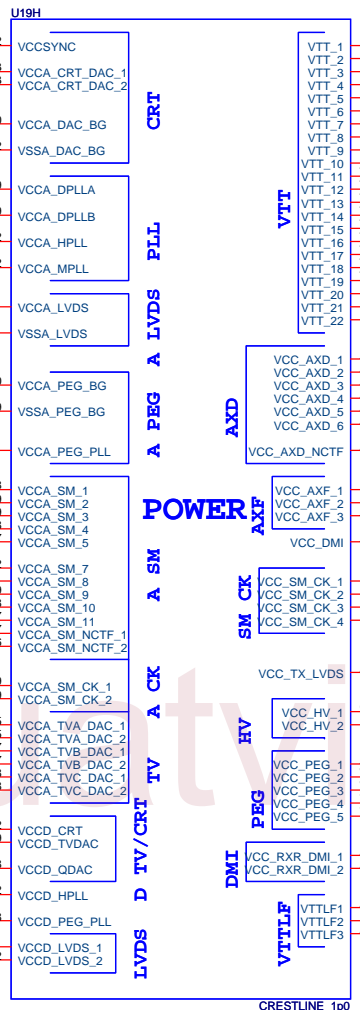 U19H
VCCSYNC
VCCA_CRT_DAC_1
VCCA_CRT_DAC_2
VCCA_DAC_BG
VSSA_DAC_BG
CRT
VCCA_DPLLA
VCCA_DPLLB
VCCA_HPLL
VCCA_MPLL
PLL
VCCA_LVDS
VSSA_LVDS
A LVDS
VCCA_PEG_BG
VSSA_PEG_BG
VCCA_PEG_PLL
A PEG
VCCA_SM_1
VCCA_SM_2
VCCA_SM_3
VCCA_SM_4
VCCA_SM_5
VCCA_SM_7
VCCA_SM_8
VCCA_SM_9
VCCA_SM_10
VCCA_SM_11
VCCA_SM_NCTF_1
VCCA_SM_NCTF_2
A SM
VCCA_SM_CK_1
VCCA_SM_CK_2
A CK
VCCA_TVA_DAC_1
VCCA_TVA_DAC_2
VCCA_TVB_DAC_1
VCCA_TVB_DAC_2
VCCA_TVC_DAC_1
VCCA_TVC_DAC_2
TV
VCCD_CRT
VCCD_TVDAC
VCCD_QDAC
D TV/CRT
VCCD_HPLL
VCCD_PEG_PLL
VCCD_LVDS_1
VCCD_LVDS_2
LVDS
POWER
VTT_1
VTT_2
VTT_3
VTT_4
VTT_5
VTT_6
VTT_7
VTT_8
VTT_9
VTT_10
VTT_11
VTT_12
VTT_13
VTT_14
VTT_15
VTT_16
VTT_17
VTT_18
VTT_19
VTT_20
VTT_21
VTT_22
VTT
VCC_AXD_1
VCC_AXD_2
VCC_AXD_3
VCC_AXD_4
VCC_AXD_5
VCC_AXD_6
VCC_AXD_NCTF
AXD
VCC_AXF_1
VCC_AXF_2
VCC_AXF_3
AXF
VCC_DMI
VCC_SM_CK_1
VCC_SM_CK_2
VCC_SM_CK_3
VCC_SM_CK_4
SM CK
VCC_TX_LVDS
VCC_HV_1
VCC_HV_2
HV
VCC_PEG_1
VCC_PEG_2
VCC_PEG_3
VCC_PEG_4
VCC_PEG_5
PEG
VCC_RXR_DMI_1
VCC_RXR_DMI_2
DMI
VTTLF1
VTTLF2
VTTLF3
VTTLF
CRESTLINE_1p0